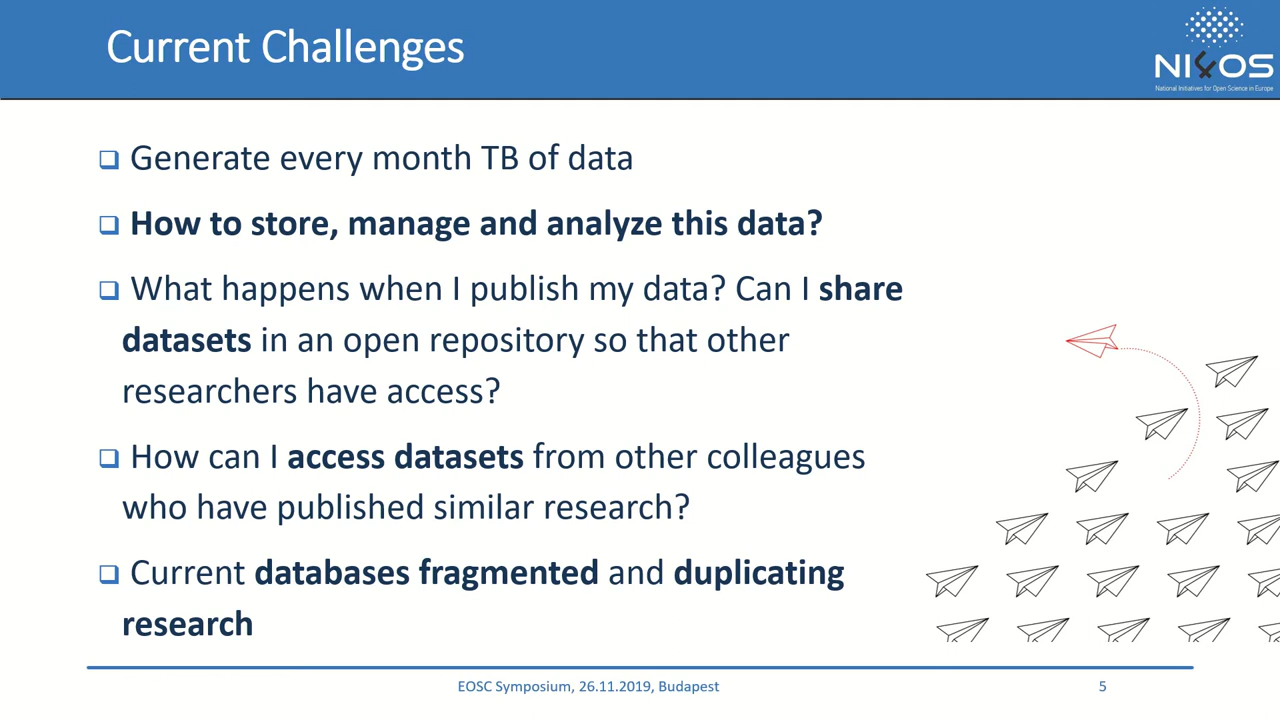 Current Challenges
NI4OS
National Initiatives for Open Science in Europe
Generate every month TB of data
How to store, manage and analyze this data?
What happens when I publish my data? Can I share
datasets in an open repository so that other
researchers have access?
How can I access datasets from other colleagues
who have published similar research?
Current databases fragmented and duplicating
research
EOSC Symposium, 26.11.2019, Budapest
5